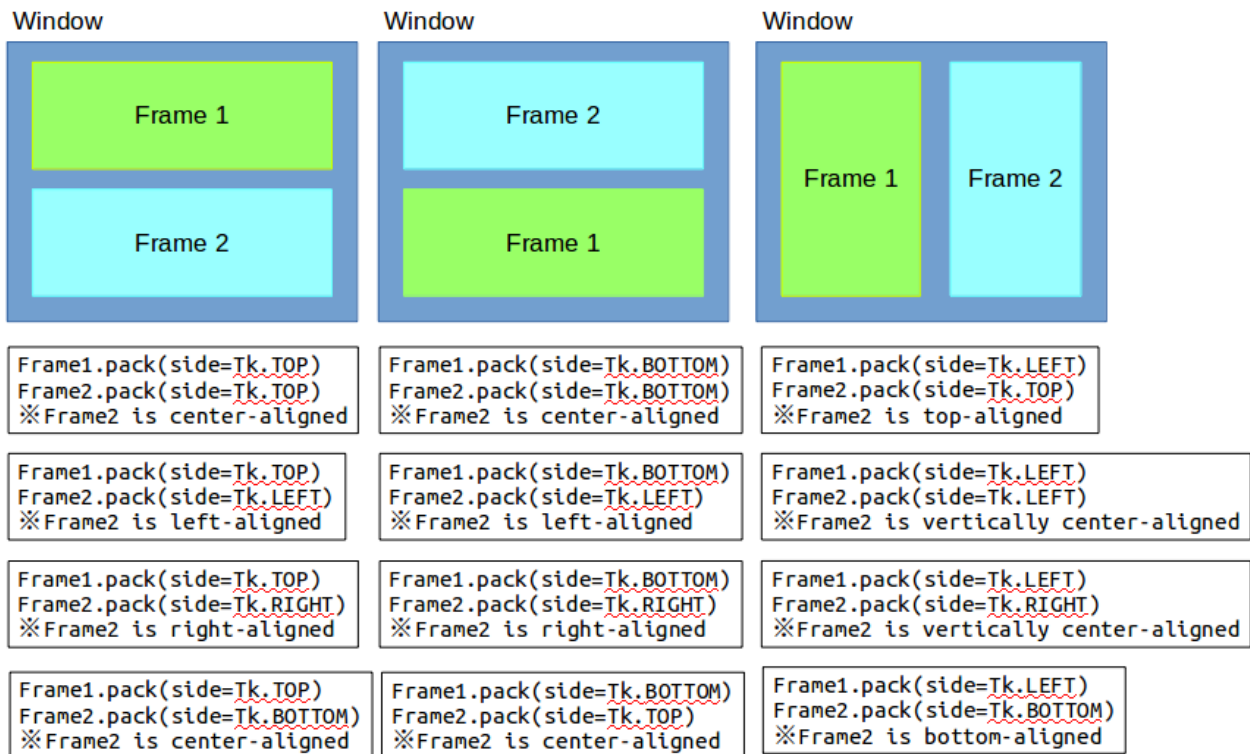 Window
Frame 1
Frame 2
Frame1.pack(side=Tk.TOP)
Frame2.pack(side=Tk.TOP)
※Frame2 is center-aligned
Frame1.pack(side=Tk.TOP)
Frame2.pack(side=Tk.LEFT)
※Frame2 is left-aligned
Frame1.pack(side=Tk.TOP)
Frame2.pack(side=Tk.RIGHT)
※Frame2 is right-aligned
Frame1.pack(side=Tk.TOP)
Frame2.pack(side=Tk.BOTTOM)
※Frame2 is center-aligned
Window
Frame 2
Frame 1
Frame1.pack(side=Tk.BOTTOM)
Frame2.pack(side=Tk.BOTTOM)
※Frame2 is center-aligned
Frame1.pack(side=Tk.BOTTOM)
Frame2.pack(side=Tk.LEFT)
※Frame2 is left-aligned
Frame1.pack(side=Tk.BOTTOM)
Frame2.pack(side=Tk.RIGHT)
※Frame2 is right-aligned
Frame1.pack(side=Tk.BOTTOM)
Frame2.pack(side=Tk.TOP)
※Frame2 is center-aligned
Window
Frame 1
Frame 2
Frame1.pack(side=Tk.LEFT)
Frame2.pack(side=Tk.TOP)
※Frame2 is top-aligned
Frame1.pack(side=Tk.LEFT)
Frame2.pack(side=Tk.LEFT)
※Frame2 is vertically center-aligned
Frame1.pack(side=Tk.LEFT)
Frame2.pack(side=Tk.RIGHT)
※Frame2 is vertically center-aligned
Frame1.pack(side=Tk.LEFT)
Frame2.pack(side=Tk.BOTTOM)
※Frame2 is bottom-aligned